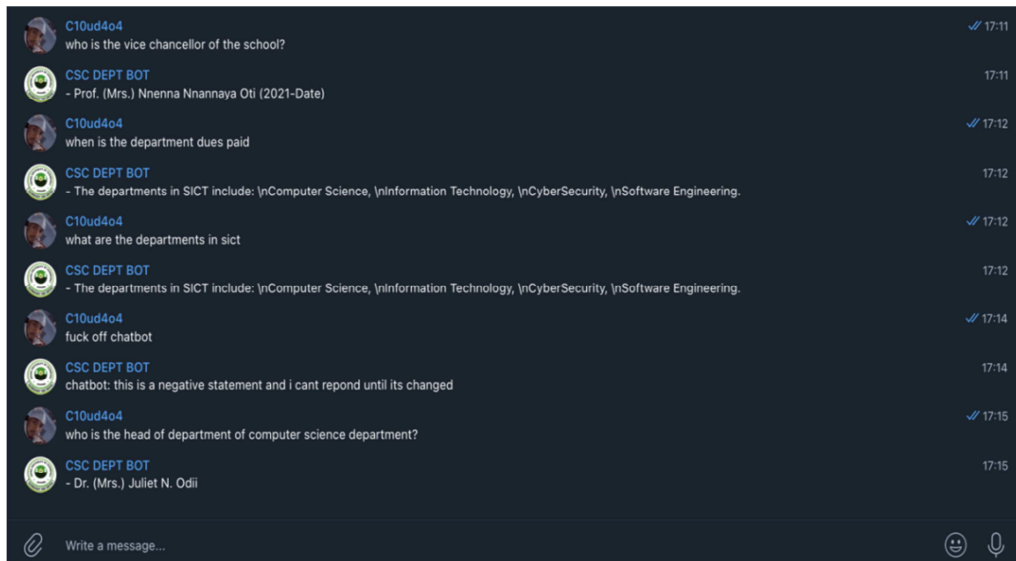 C10ud4o4 17:11
who is the vice chancellor of the school?
CSC DEPT BOT 17:11
- Prof. (Mrs.) Nnenna Nnannaya Oti (2021-Date)
C10ud4o4 17:12
when is the department dues paid
CSC DEPT BOT 17:12
- The departments in SICT include: \nComputer Science, \nInformation Technology, \nCyberSecurity, \nSoftware Engineering.
C10ud4o4 17:12
what are the departments in sict
CSC DEPT BOT 17:12
- The departments in SICT include: \nComputer Science, \nInformation Technology, \nCyberSecurity, \nSoftware Engineering.
C10ud4o4 17:14
fuck off chatbot
CSC DEPT BOT 17:14
chatbot: this is a negative statement and i cant repond until its changed
C10ud4o4 17:15
who is the head of department of computer science department?
CSC DEPT BOT 17:15
- Dr. (Mrs.) Juliet N. Odii
Write a message...